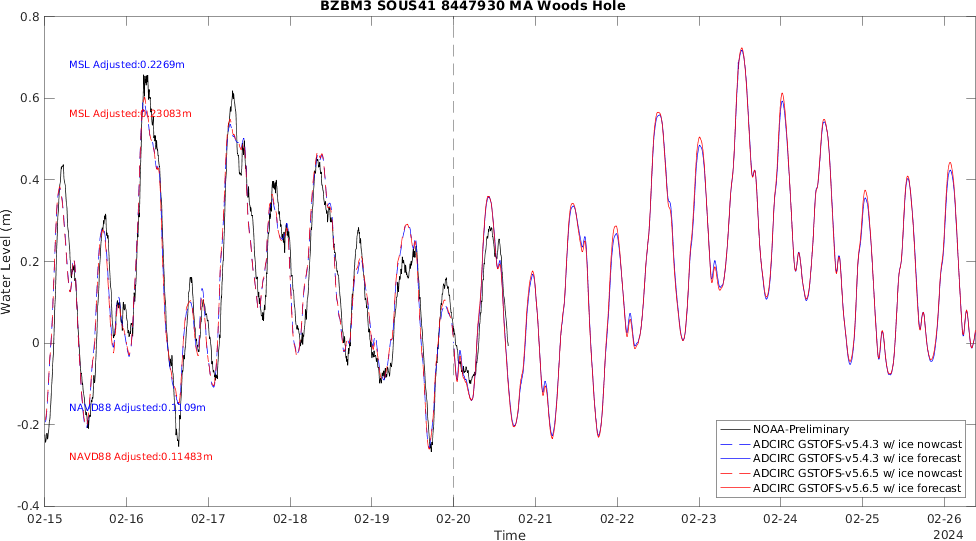 BZBM3 SOUS41 8447930 MA Woods Hole
0.8
0.6
0.4
0.2
0
-0.2
-0.4
Water Level (m)
MSL Adjusted:0.2269m
MSL Adjusted:0.23083m
NAVD88 Adjusted:0.1109m
NAVD88 Adjusted:0.11483m
NOAA-Preliminary
ADCIRC GSTOFS-v5.4.3 w/ ice nowcast
ADCIRC GSTOFS-v5.4.3 w/ ice forecast
ADCIRC GSTOFS-v5.6.5 w/ ice nowcast
ADCIRC GSTOFS-v5.6.5 w/ ice forecast
02-15 02-16 02-17 02-18 02-19 02-20 02-21 02-22 02-23 02-24 02-25 02-26
Time
2024